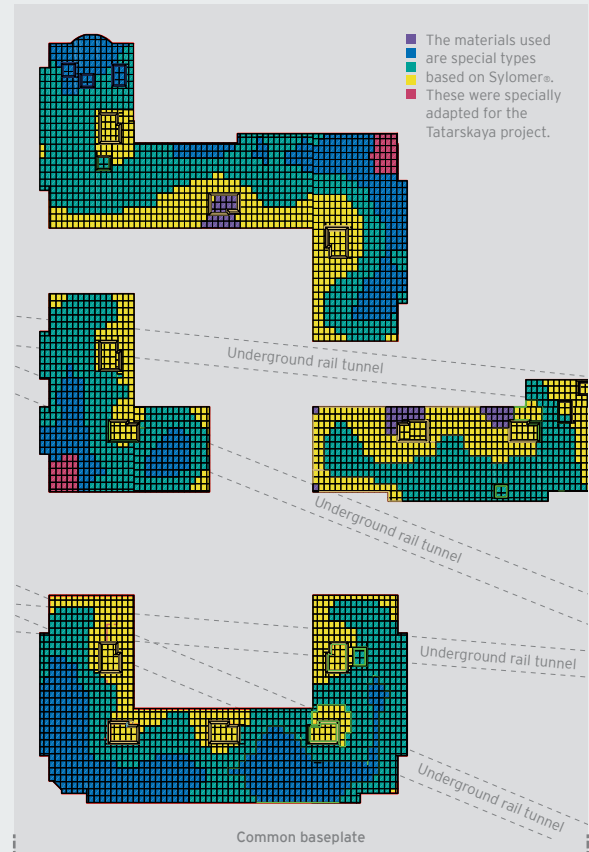 The materials used
are special types
based on Sylomer®.
These were specially
adapted for the
Tatarskaya project.
Underground rail tunnel
Underground rail tunnel
Underground rail tunnel
Underground rail tunnel
Common baseplate